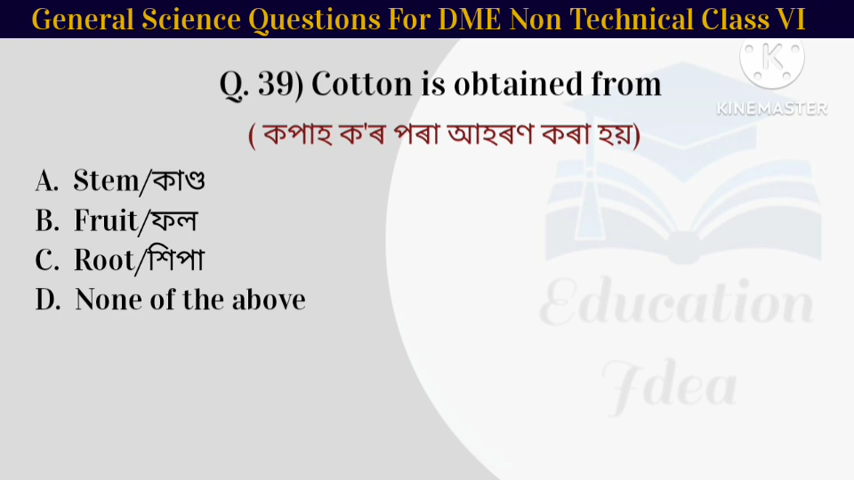 General Science Questions For DME Non Technical Class VI
KINEMASTER
Q. 39) Cotton is obtained from
( কপাহ ক'ৰ পৰা আহৰণ কৰা হয়)
A. Stem/কাণ্ড
B. Fruit/ফল
C. Root/শিপা
D. None of the above
Education
Idea